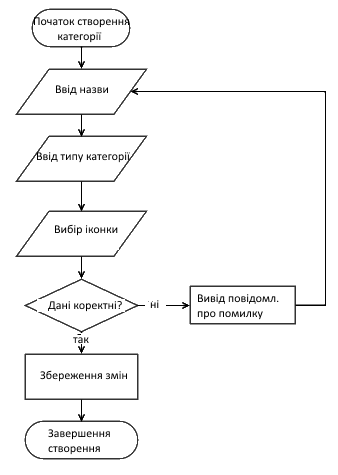 Початок створення
категорії
Ввід назви
Ввід типу категорії
Вибір іконки
Дані коректні?
ні
Вивід повідомл.
про помилку
так
Збереження змін
Завершення
створення